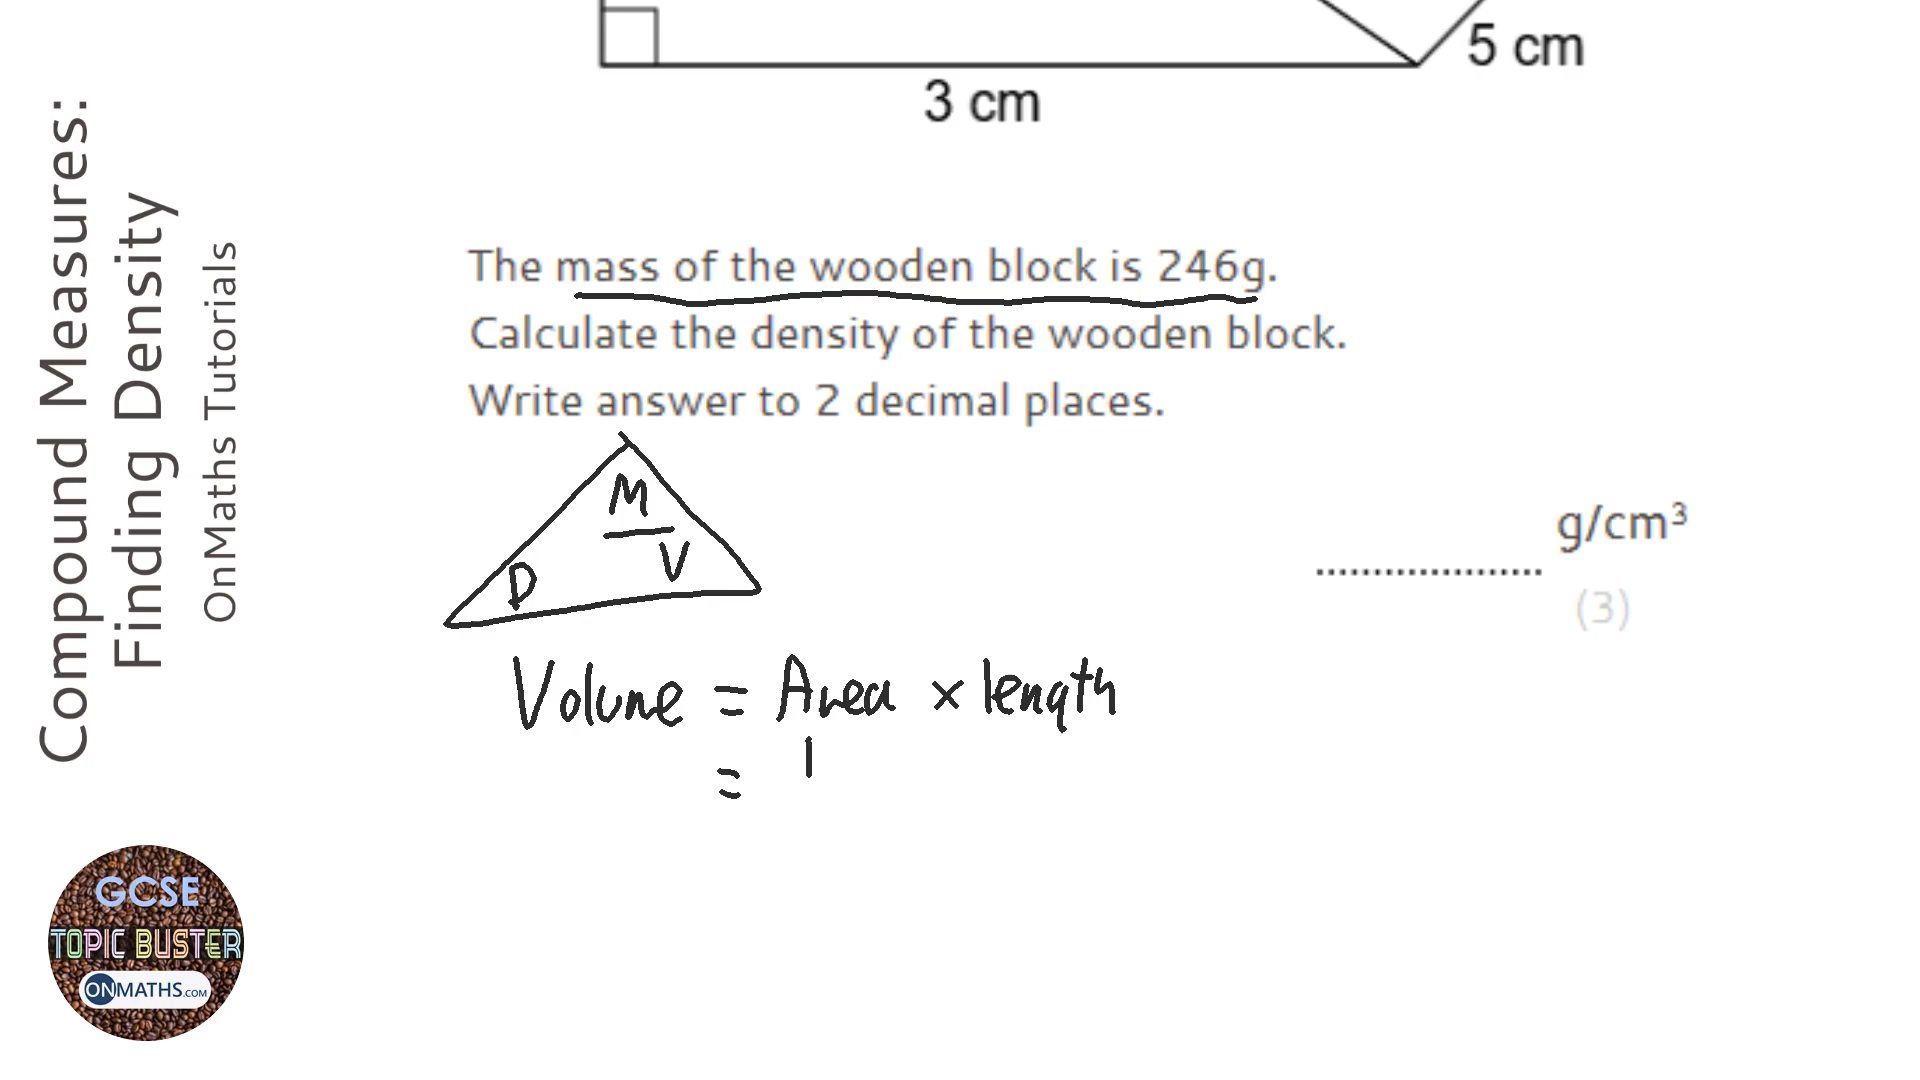 Compound Measures:
Finding Density
OnMaths Tutorials
5 cm
3 cm
The mass of the wooden block is 246g.
Calculate the density of the wooden block.
Write answer to 2 decimal places.
M
D V
g/cm³
....................
(3)
Volume = Area × length
= 1
GCSE
TOPIC BUSTER
ONMATHS.COM